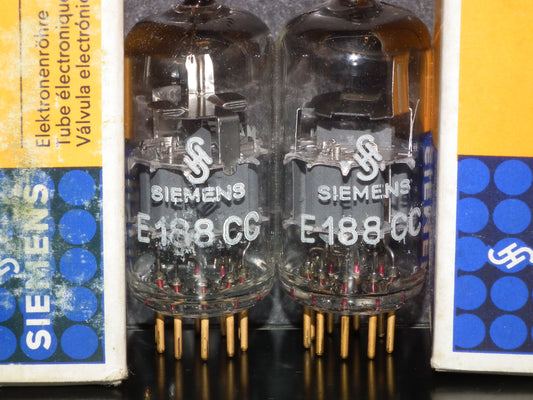 Elektronenröhre
Tube électronique
Válvula electrónica
SIEMENS
SIEMENS
E188CC
SIEMENS
E188CC